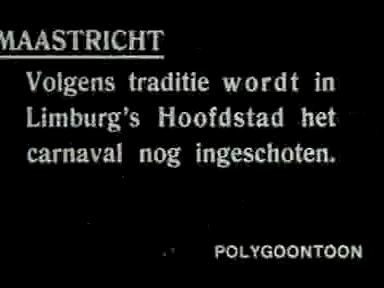 MAASTRICHT
Volgens traditie wordt in
Limburg's Hoofdstad het
carnaval nog ingeschoten.
POLYGOONTOON